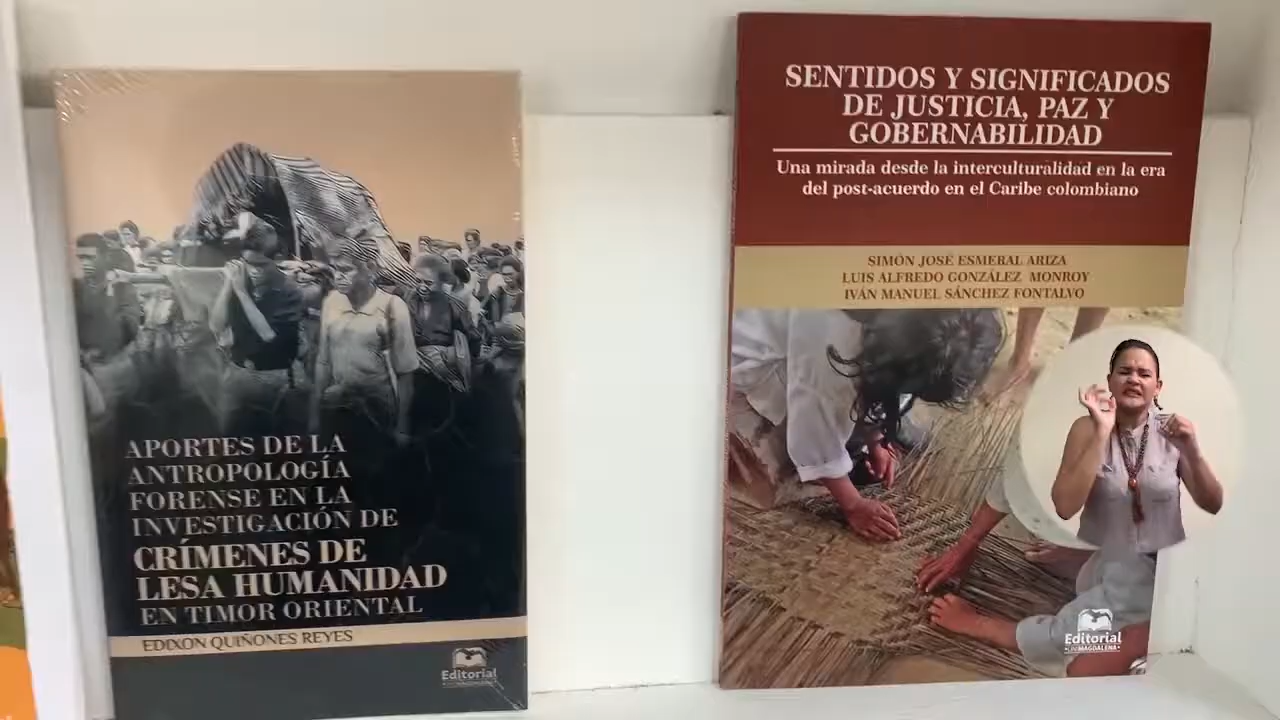 APORTES DE LA
ANTROPOLOGÍA
FORENSE EN LA
INVESTIGACIÓN DE
CRÍMENES DE
LESA HUMANIDAD
EN TIMOR ORIENTAL
EDIXON QUIÑONES REYES
Editorial
UNIMAGDALENA
SENTIDOS Y SIGNIFICADOS
DE JUSTICIA, PAZ Y
GOBERNABILIDAD
Una mirada desde la interculturalidad en la era
del post-acuerdo en el Caribe colombiano
SIMÓN JOSÉ ESMERAL ARIZA
LUIS ALFREDO GONZÁLEZ MONROY
IVÁN MANUEL SÁNCHEZ FONTALVO
Editorial
UNIMAGDALENA